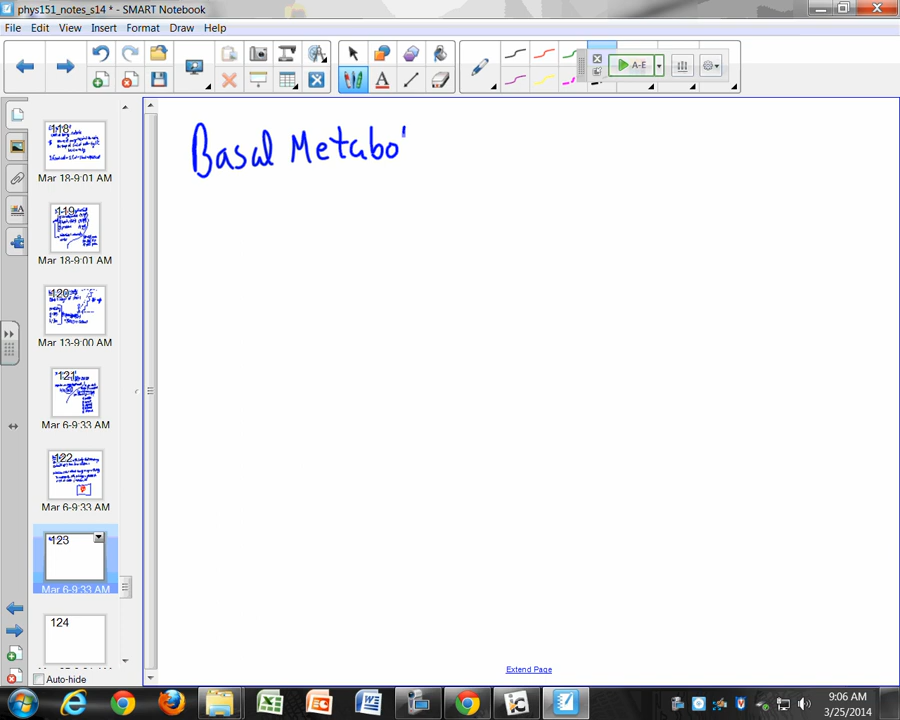 phys151_notes_s14 * - SMART Notebook
File Edit View Insert Format Draw Help
A-E
Basal Metabo
118
Mar 18-9:01 AM
119
Mar 18-9:01 AM
120
Mar 13-9:00 AM
121
Mar 6-9:33 AM
122
Mar 6-9:33 AM
123
Mar 6-9:33 AM
124
Auto-hide
Extend Page
9:06 AM
3/25/2014